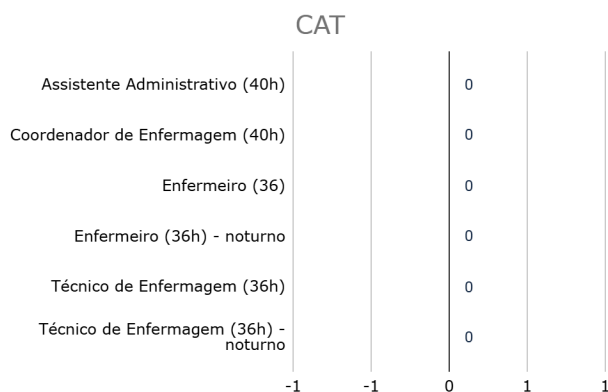 CAT
Assistente Administrativo (40h)
0
Coordenador de Enfermagem (40h)
0
Enfermeiro (36)
0
Enfermeiro (36h) - noturno
0
Técnico de Enfermagem (36h)
0
Técnico de Enfermagem (36h) -
noturno
0
-1 -1 0 1 1